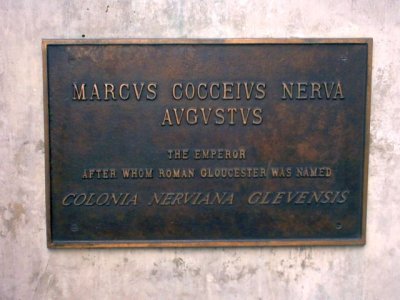 MARCVS COCCEIVS NERVA
AVGVSTVS
THE EMPEROR
AFTER WHOM ROMAN GLOUCESTER WAS NAMED
COLONIA NERVIANA GLEVENSIS